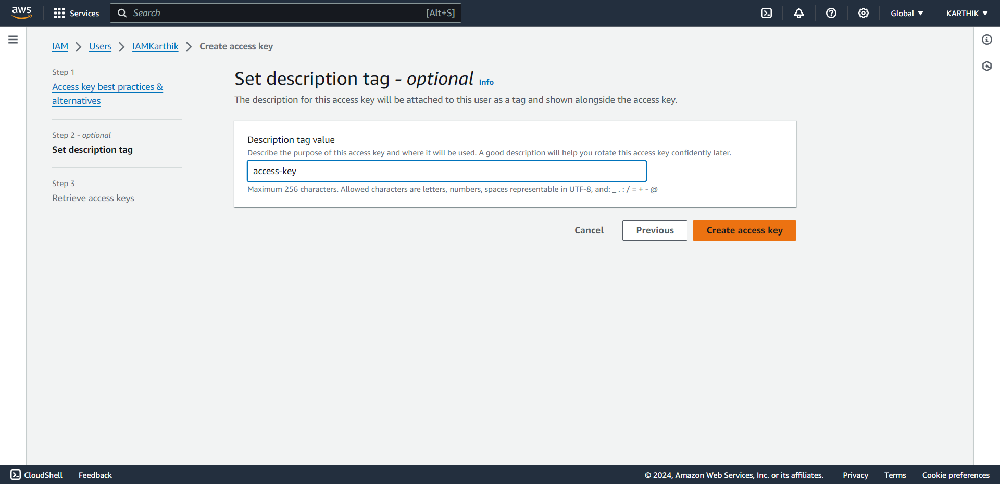 aws
Services
Search
[Alt+S]
Global
KARTHIK
IAM
Users
IAMKarthik
Create access key
Step 1
Access key best practices &
alternatives
Step 2 - optional
Set description tag
Step 3
Retrieve access keys
Set description tag - optional Info
The description for this access key will be attached to this user as a tag and shown alongside the access key.
Description tag value
Describe the purpose of this access key and where it will be used. A good description will help you rotate this access key confidently later.
access-key
Maximum 256 characters. Allowed characters are letters, numbers, spaces representable in UTF-8, and: _ . : / = + - @
Cancel
Previous
Create access key
CloudShell
Feedback
© 2024, Amazon Web Services, Inc. or its affiliates.
Privacy
Terms
Cookie preferences